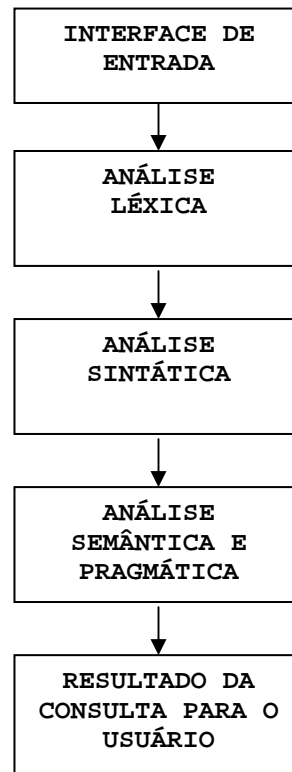 INTERFACE DE
ENTRADA
ANÁLISE
LÉXICA
ANÁLISE
SINTÁTICA
ANÁLISE
SEMÂNTICA E
PRAGMÁTICA
RESULTADO DA
CONSULTA PARA O
USUÁRIO